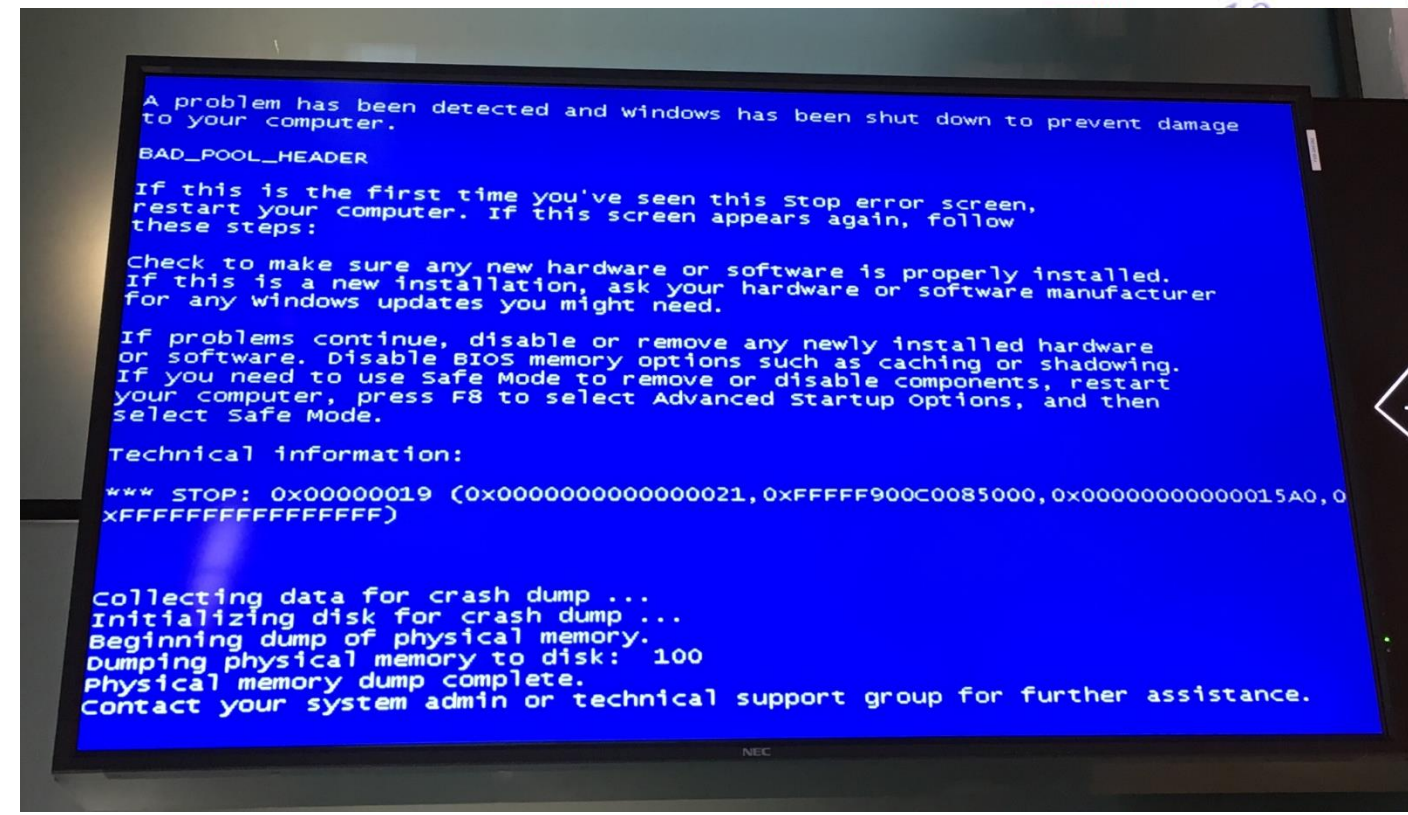 A problem has been detected and windows has been shut down to prevent damage
to your computer.
BAD_POOL_HEADER
If this is the first time you've seen this Stop error screen,
restart your computer. If this screen appears again, follow
these steps:
Check to make sure any new hardware or software is properly installed.
If this is a new installation, ask your hardware or software manufacturer
for any windows updates you might need.
If problems continue, disable or remove any newly installed hardware
or software. Disable BIOS memory options such as caching or shadowing.
If you need to use Safe Mode to remove or disable components, restart
your computer, press F8 to select Advanced Startup Options, and then
select Safe Mode.
Technical information:
*** STOP: 0x00000019 (0x0000000000000021,0xFFFFF900C0085000,0x00000000000015A0,0
xFFFFFFFFFFFFFFFF)
Collecting data for crash dump ...
Initializing disk for crash dump ...
Beginning dump of physical memory.
Dumping physical memory to disk: 100
Physical memory dump complete.
Contact your system admin or technical support group for further assistance.
NEC